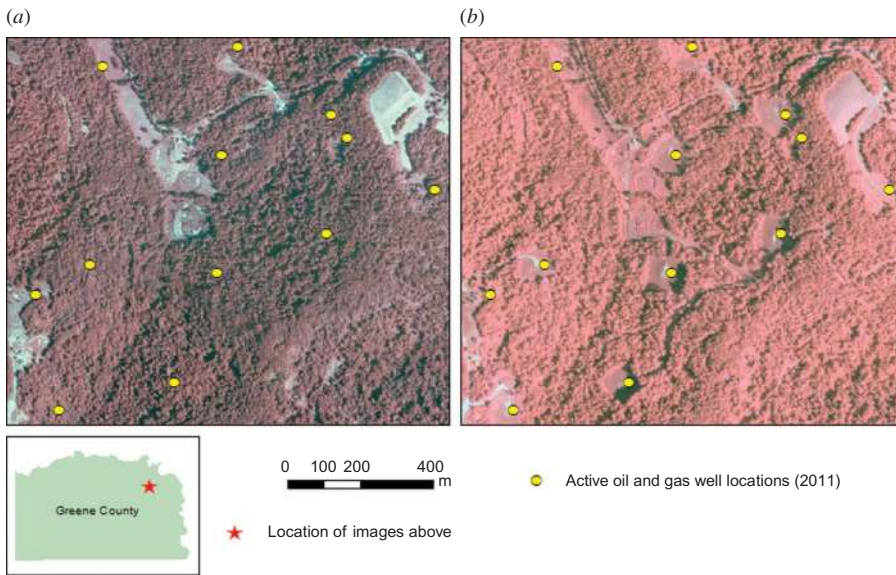 (a)
(b)
Greene County
0 100 200 400
m
Active oil and gas well locations (2011)
Location of images above